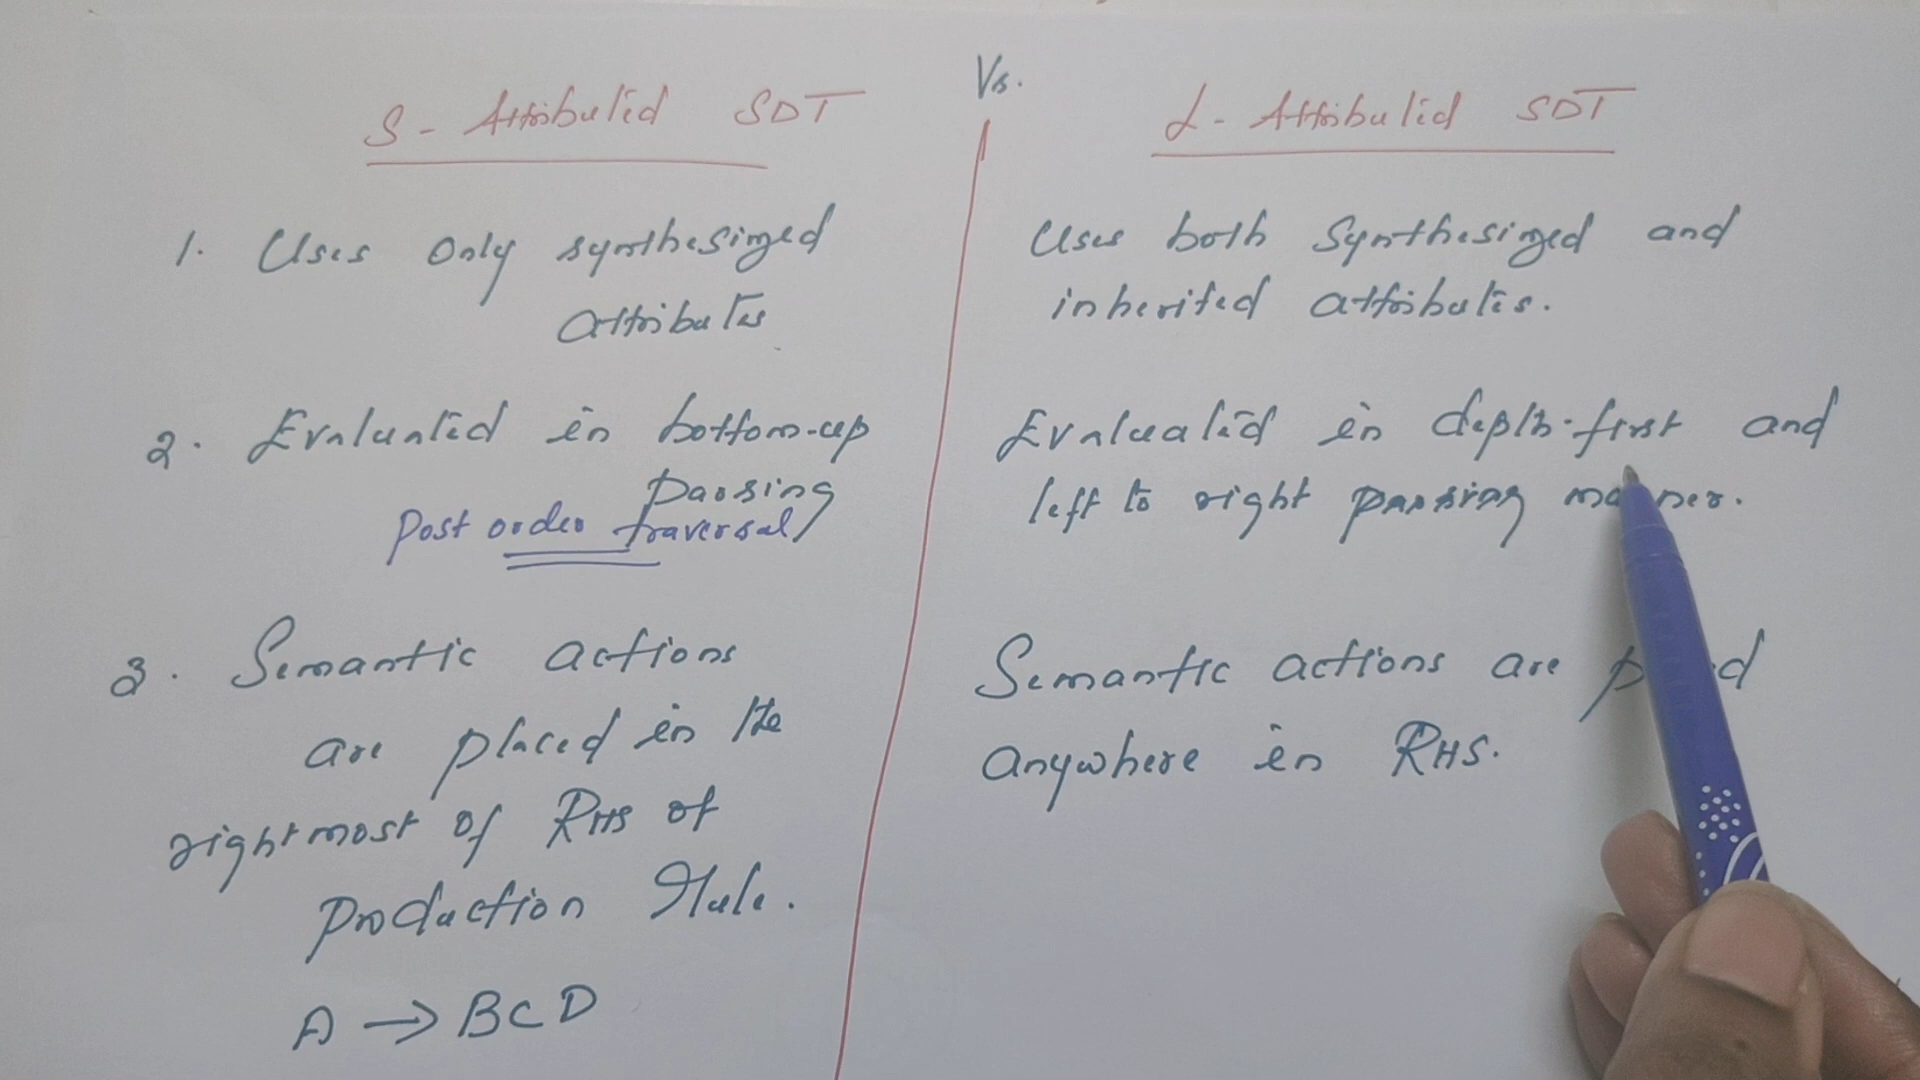 Vs.
S - Attributed SDT
1. Uses only synthesized
attributes
2. Evaluated in bottom-up
parsing
Post order traversal
3. Semantic actions
are placed in the
rightmost of RHS of
production rule.
A → BCD
L - Attributed SDT
Uses both synthesized and
inherited attributes.
Evaluated in depth-first and
left to right parsing manner.
Semantic actions are
anywhere in RHS.